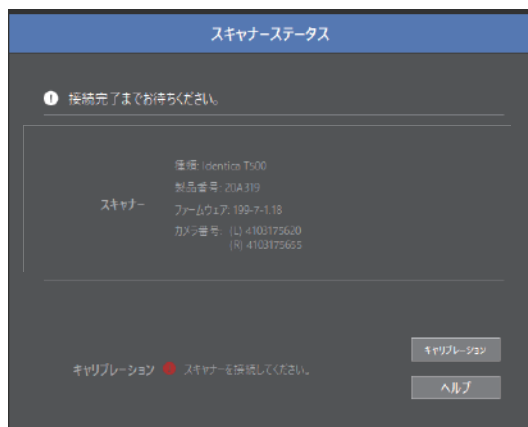 スキャナーステータス
接続完了までお待ちください。
スキャナー
種類: Identica T500
製品番号: 20A319
ファームウェア: 199-7-1.18
カメラ番号: (L) 4103175620
(R) 4103175655
キャリブレーション
キャリブレーション スキャナーを接続してください。
ヘルプ